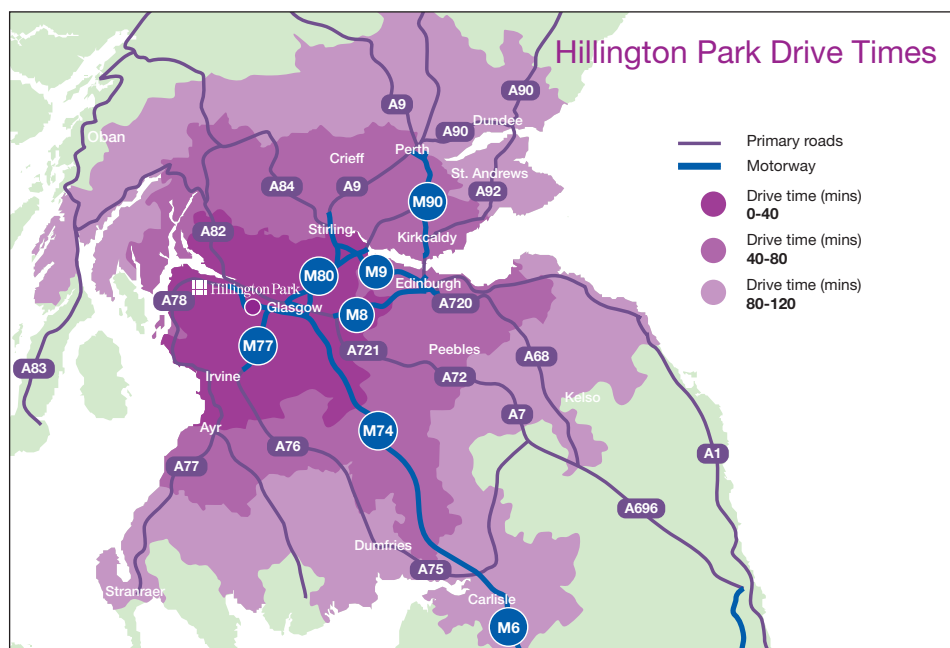 Hillington Park Drive Times
Primary roads
Motorway
Drive time (mins)
0-40
Drive time (mins)
40-80
Drive time (mins)
80-120
A90
A9
A90
Dundee
Oban
Perth
Crieff
St. Andrews
A84
A9
A92
M90
Stirling
A82
Kirkcaldy
M80
M9
Edinburgh
Hillington Park
A78
A720
Glasgow
M8
M77
A721
Peebles
A68
A83
Irvine
A72
Kelso
A7
Ayr
M74
A76
A1
A77
A696
Dumfries
A75
Stranraer
Carlisle
M6